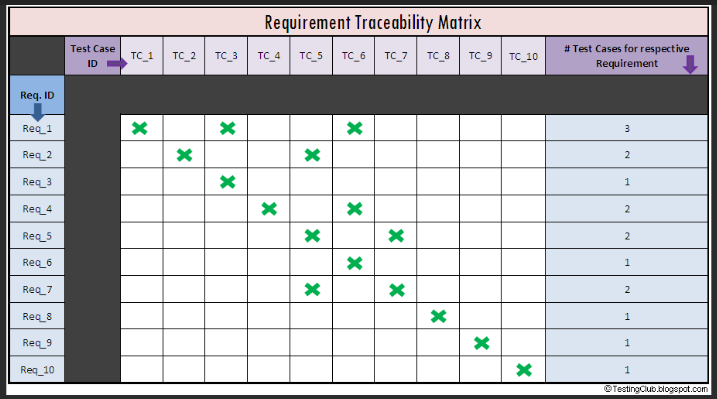 Requirement Traceability Matrix
Test Case ID TC_1 TC_2 TC_3 TC_4 TC_5 TC_6 TC_7 TC_8 TC_9 TC_10 # Test Cases for respective Requirement
Req. ID
Req_1 3
Req_2 2
Req_3 1
Req_4 2
Req_5 2
Req_6 1
Req_7 2
Req_8 1
Req_9 1
Req_10 1
©TestingClub.blogspot.com